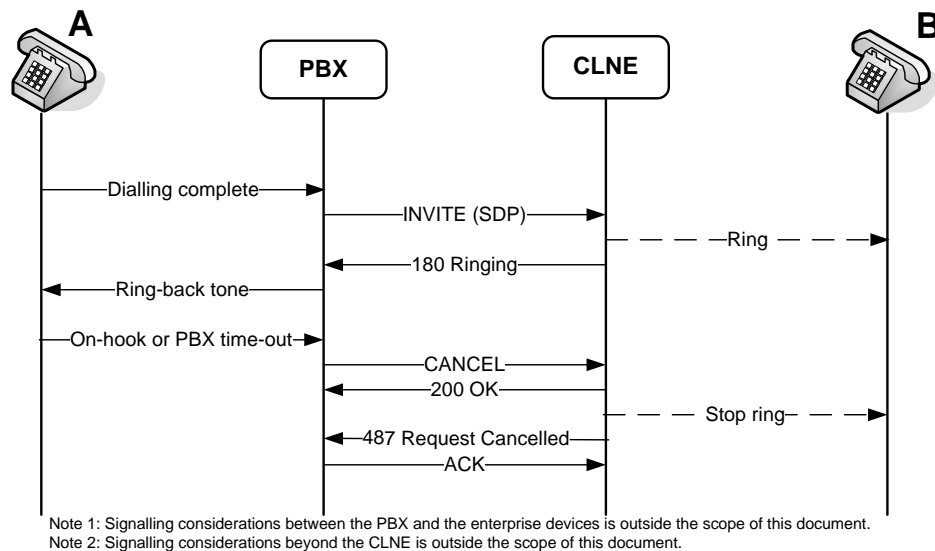 A
B
PBX
CLNE
Dialling complete
INVITE (SDP)
Ring
180 Ringing
Ring-back tone
On-hook or PBX time-out
CANCEL
200 OK
Stop ring
487 Request Cancelled
ACK
Note 1: Signalling considerations between the PBX and the enterprise devices is outside the scope of this document.
Note 2: Signalling considerations beyond the CLNE is outside the scope of this document.